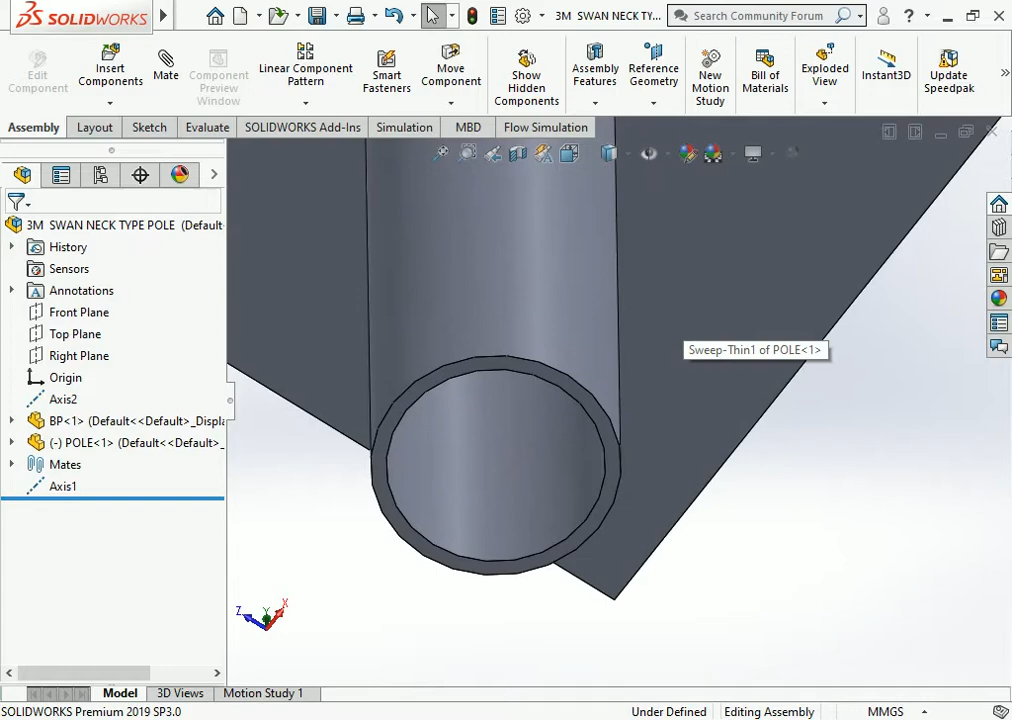 SOLIDWORKS
3M SWAN NECK TY...
Search Community Forum
?
Edit Component
Insert Components
Mate
Component Preview Window
Linear Component Pattern
Smart Fasteners
Move Component
Show Hidden Components
Assembly Features
Reference Geometry
New Motion Study
Bill of Materials
Exploded View
Instant3D
Update Speedpak
Assembly
Layout
Sketch
Evaluate
SOLIDWORKS Add-Ins
Simulation
MBD
Flow Simulation
3M SWAN NECK TYPE POLE (Default
History
Sensors
Annotations
Front Plane
Top Plane
Right Plane
Origin
Axis2
BP<1> (Default<<Default>_Displa
(-) POLE<1> (Default<<Default>_
Mates
Axis1
Sweep-Thin1 of POLE<1>
Z
Y
X
Model
3D Views
Motion Study 1
SOLIDWORKS Premium 2019 SP3.0
Under Defined
Editing Assembly
MMGS